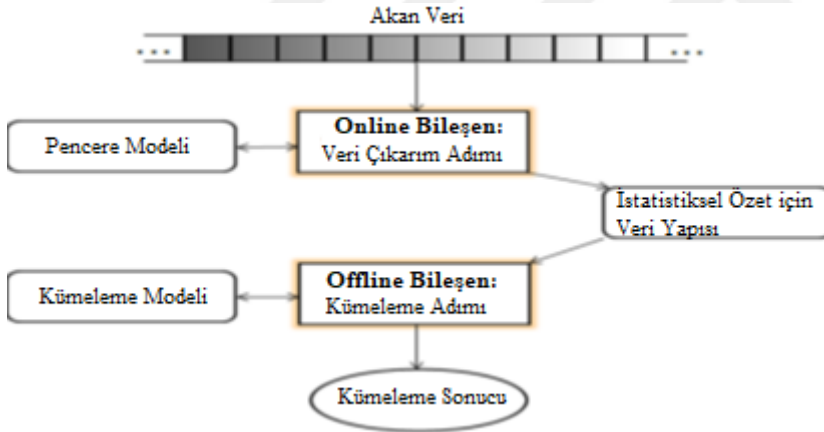 Akan Veri
... ...
Pencere Modeli
Online Bileşen:
Veri Çıkarım Adımı
İstatistiksel Özet için
Veri Yapısı
Kümeleme Modeli
Offline Bileşen:
Kümeleme Adımı
Kümeleme Sonucu